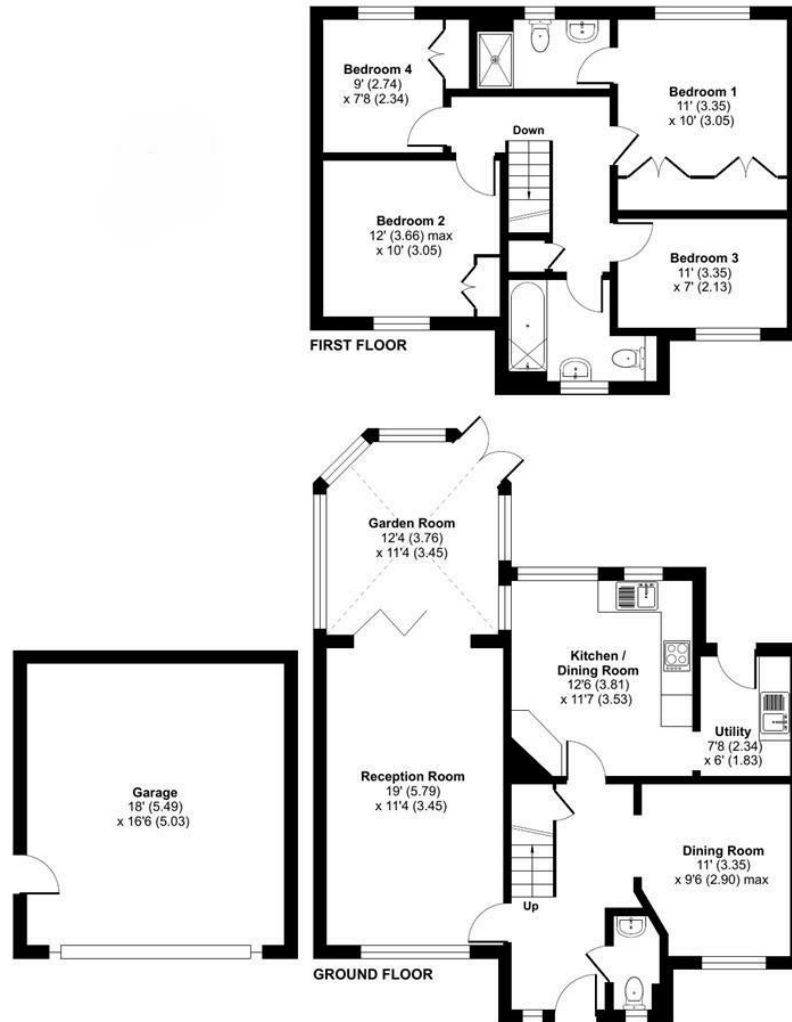 Bedroom 4
9' (2.74)
x 7'8 (2.34)
Bedroom 1
11' (3.35)
x 10' (3.05)
Down
Bedroom 2
12' (3.66) max
x 10' (3.05)
Bedroom 3
11' (3.35)
x 7' (2.13)
FIRST FLOOR
Garden Room
12'4 (3.76)
x 11'4 (3.45)
Kitchen /
Dining Room
12'6 (3.81)
x 11'7 (3.53)
Utility
7'8 (2.34)
x 6' (1.83)
Garage
18' (5.49)
x 16'6 (5.03)
Reception Room
19' (5.79)
x 11'4 (3.45)
Dining Room
11' (3.35)
x 9'6 (2.90) max
Up
GROUND FLOOR